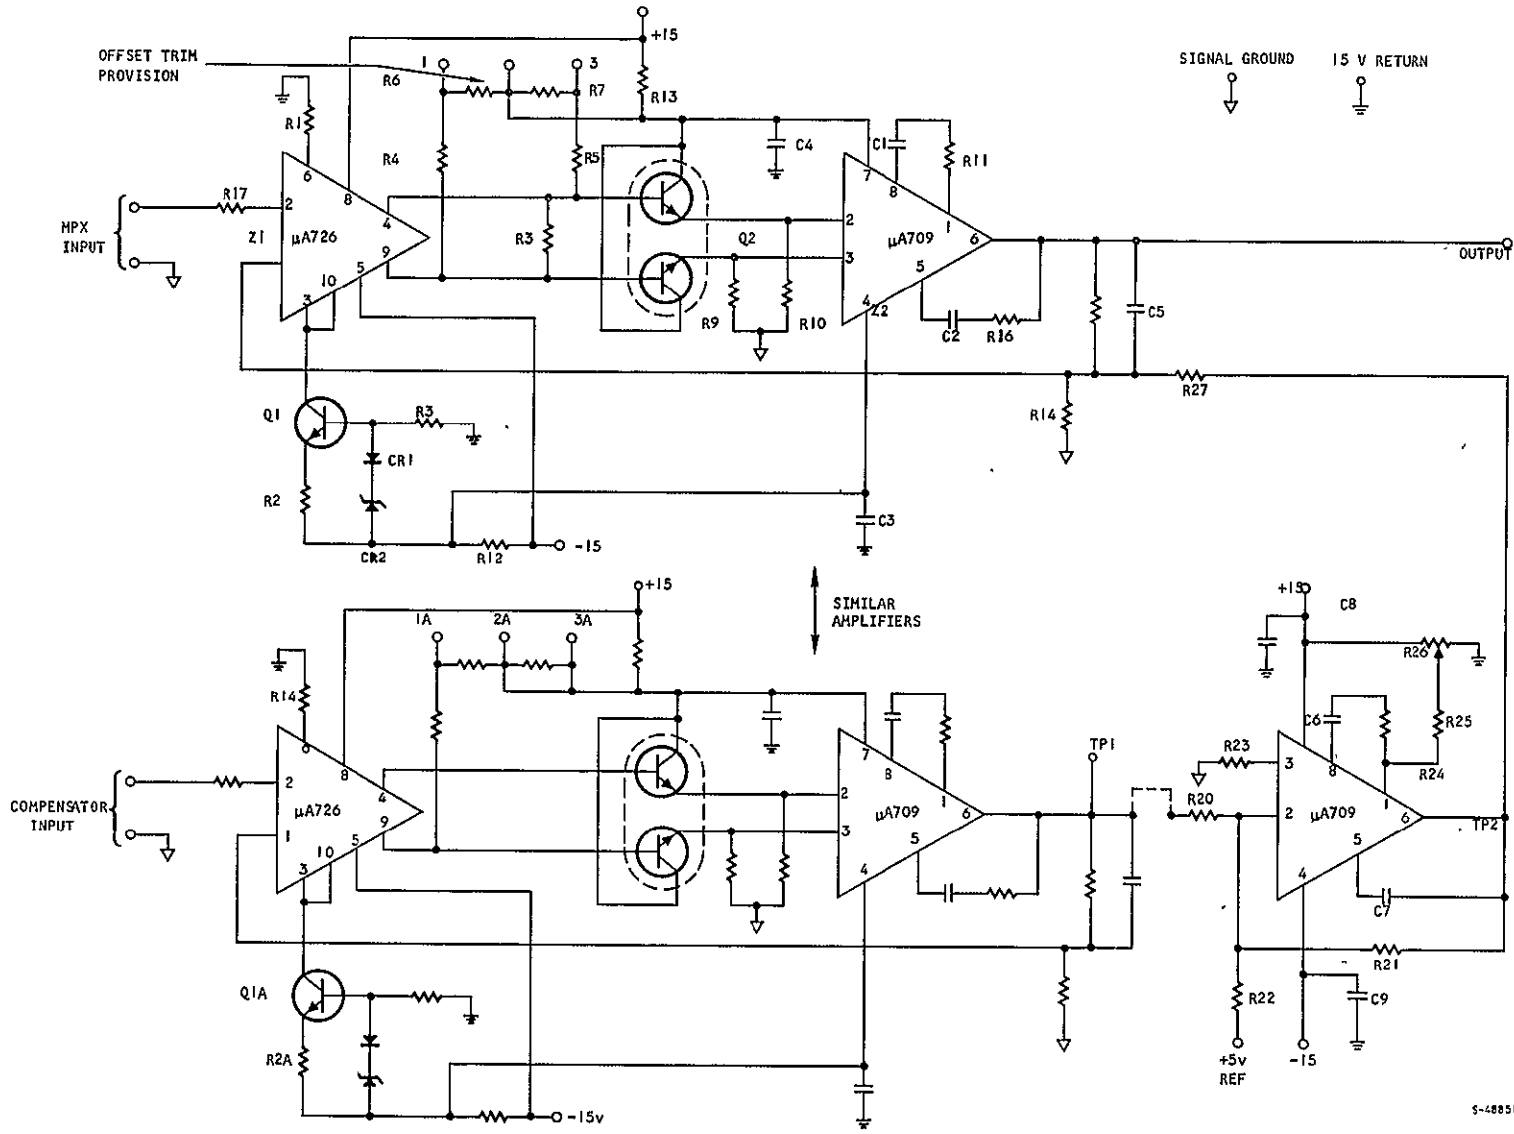 +15
OFFSET TRIM
PROVISION
1
3
R6
R7
R13
SIGNAL GROUND
15 V RETURN
R1
R4
R5
C4
C1
R11
6
8
7
8
R17
2
4
2
1
MPX
INPUT
Z1
μA726
R3
Q2
μA709
6
OUTPUT
9
5
10
3
3
5
4
Z2
R9
R10
C2
R16
C5
R27
Q1
R3
R14
CR1
R2
C3
CR2
R12
-15
SIMILAR
AMPLIFIERS
+15
1A
2A
3A
+15
C8
R26
R14
6
8
7
8
C6
R25
TP1
R23
R24
3
8
COMPENSATOR
INPUT
2
4
μA726
1
9
5
10
3
2
1
μA709
6
3
5
4
R20
2
μA709
1
6
TP2
5
4
C7
R21
Q1A
R22
C9
R2A
+5v
REF
-15
-15v
S-48851